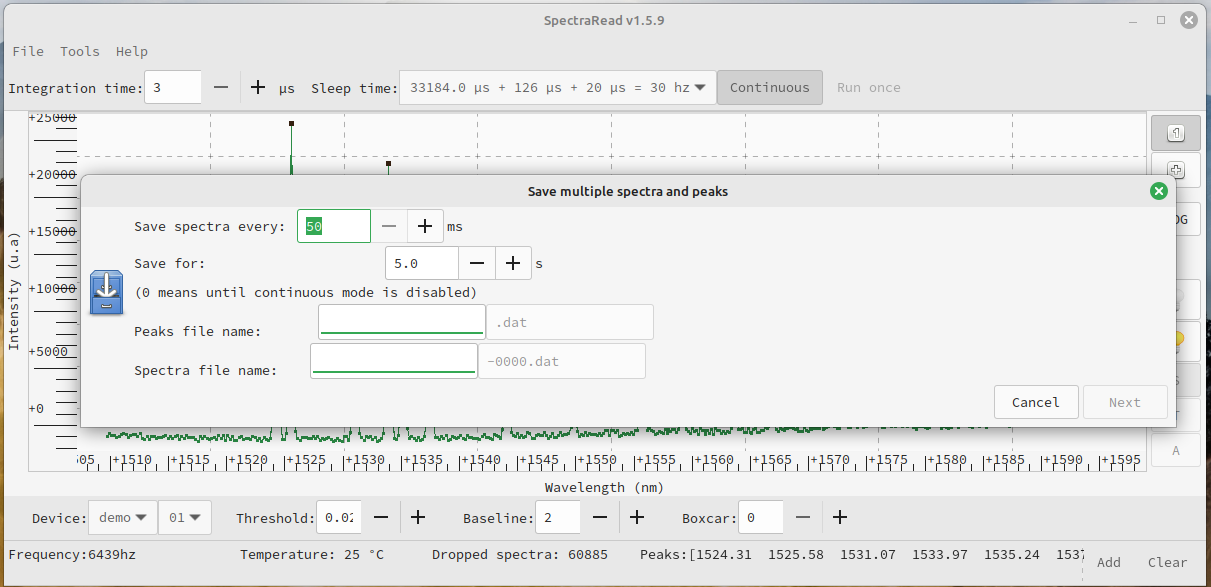 SpectraRead v1.5.9
File Tools Help
Integration time: 3 µs Sleep time: 33184.0 µs + 126 µs + 20 µs = 30 hz Continuous Run once
+25000
+20000
+15000
+10000
+5000
+0
Intensity (u.a)
Save multiple spectra and peaks
Save spectra every: 50 ms
Save for: 5.0 s
(0 means until continuous mode is disabled)
Peaks file name: .dat
Spectra file name: -0000.dat
Cancel Next
A
+1510 +1515 +1520 +1525 +1530 +1535 +1540 +1545 +1550 +1555 +1560 +1565 +1570 +1575 +1580 +1585 +1590 +1595
Wavelength (nm)
Device: demo 01 Threshold: 0.02 Baseline: 2 Boxcar: 0
Frequency:6439hz Temperature: 25 °C Dropped spectra: 60885 Peaks:[1524.31 1525.58 1531.07 1533.97 1535.24
Add Clear